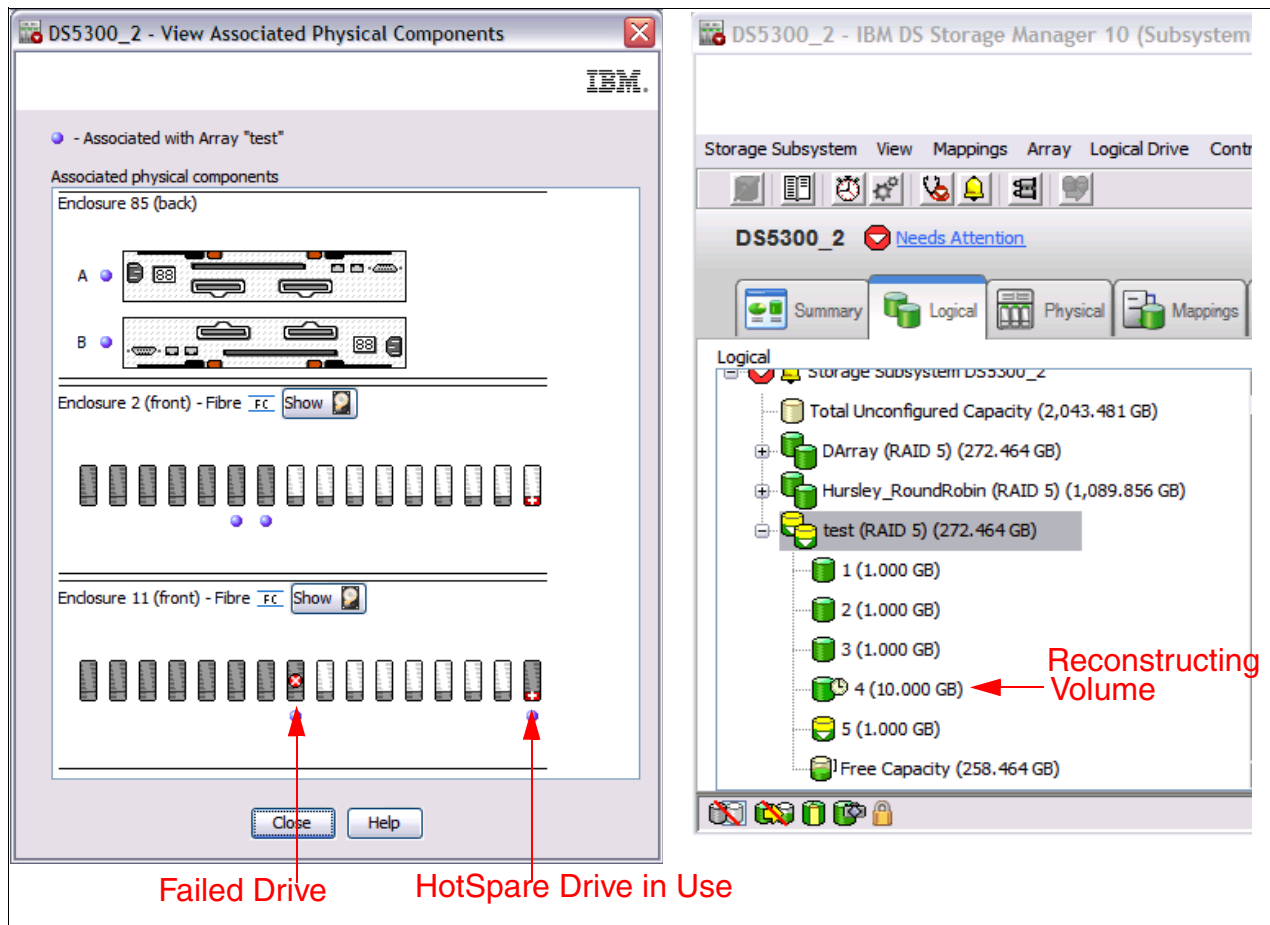 DS5300_2 - View Associated Physical Components
IBM.
- Associated with Array "test"
Associated physical components
Enclosure 85 (back)
A
88
B
88
Enclosure 2 (front) - Fibre FC Show
Enclosure 11 (front) - Fibre FC Show
Close Help
Failed Drive
HotSpare Drive in Use
DS5300_2 - IBM DS Storage Manager 10 (Subsystem
Storage Subsystem View Mappings Array Logical Drive Contr
DS5300_2 Needs Attention
Summary Logical Physical Mappings
Logical
Storage Subsystem DS5300_2
Total Unconfigured Capacity (2,043.481 GB)
DArray (RAID 5) (272.464 GB)
Hursley_RoundRobin (RAID 5) (1,089.856 GB)
test (RAID 5) (272.464 GB)
1 (1.000 GB)
2 (1.000 GB)
3 (1.000 GB)
4 (10.000 GB)
5 (1.000 GB)
Free Capacity (258.464 GB)
Reconstructing
Volume